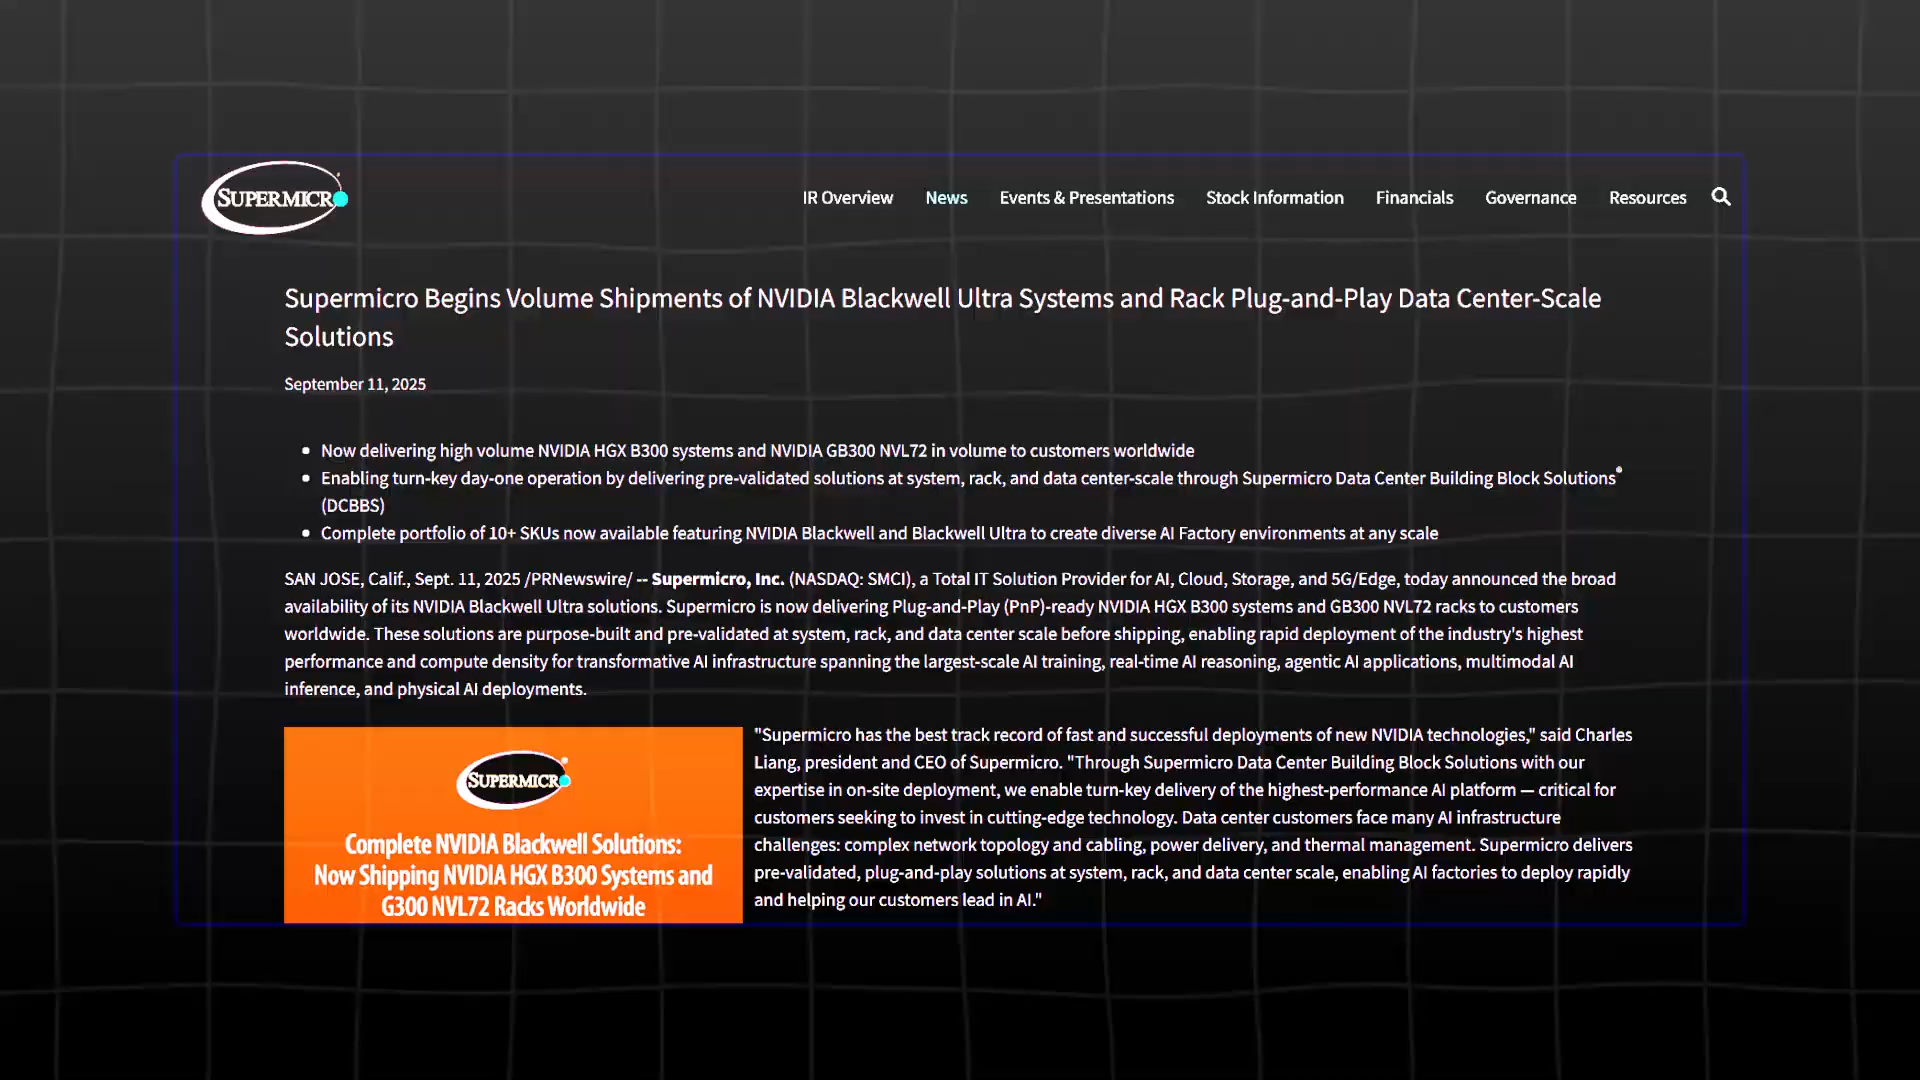 SUPERMICRO
IR Overview News Events & Presentations Stock Information Financials Governance Resources
Supermicro Begins Volume Shipments of NVIDIA Blackwell Ultra Systems and Rack Plug-and-Play Data Center-Scale
Solutions
September 11, 2025
• Now delivering high volume NVIDIA HGX B300 systems and NVIDIA GB300 NVL72 in volume to customers worldwide
• Enabling turn-key day-one operation by delivering pre-validated solutions at system, rack, and data center-scale through Supermicro Data Center Building Block Solutions®
(DCBBS)
• Complete portfolio of 10+ SKUs now available featuring NVIDIA Blackwell and Blackwell Ultra to create diverse AI Factory environments at any scale
SAN JOSE, Calif., Sept. 11, 2025 /PRNewswire/ -- Supermicro, Inc. (NASDAQ: SMCI), a Total IT Solution Provider for AI, Cloud, Storage, and 5G/Edge, today announced the broad
availability of its NVIDIA Blackwell Ultra solutions. Supermicro is now delivering Plug-and-Play (PnP)-ready NVIDIA HGX B300 systems and GB300 NVL72 racks to customers
worldwide. These solutions are purpose-built and pre-validated at system, rack, and data center scale before shipping, enabling rapid deployment of the industry's highest
performance and compute density for transformative AI infrastructure spanning the largest-scale AI training, real-time AI reasoning, agentic AI applications, multimodal AI
inference, and physical AI deployments.
SUPERMICRO
Complete NVIDIA Blackwell Solutions:
Now Shipping NVIDIA HGX B300 Systems and
G300 NVL72 Racks Worldwide
"Supermicro has the best track record of fast and successful deployments of new NVIDIA technologies," said Charles
Liang, president and CEO of Supermicro. "Through Supermicro Data Center Building Block Solutions with our
expertise in on-site deployment, we enable turn-key delivery of the highest-performance AI platform — critical for
customers seeking to invest in cutting-edge technology. Data center customers face many AI infrastructure
challenges: complex network topology and cabling, power delivery, and thermal management. Supermicro delivers
pre-validated, plug-and-play solutions at system, rack, and data center scale, enabling AI factories to deploy rapidly
and helping our customers lead in AI."